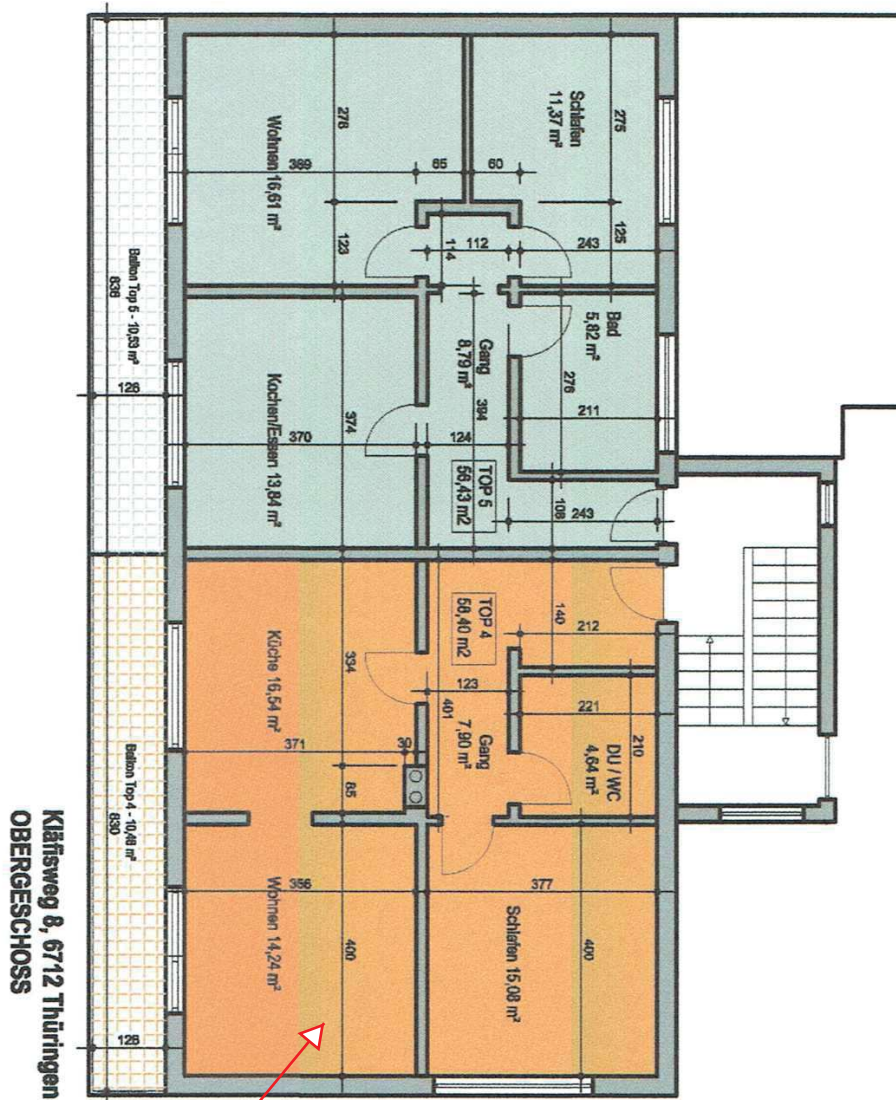 Schlafen
11,37 m²
275
125
Wohnen 16,61 m²
278
123
389
65
60
112
114
243
Bad
5,82 m²
276
211
Gang
8,79 m²
394
124
TOP 5
56,43 m2
108
243
Kochen/Essen 13,84 m²
374
370
Balkon Top 5 - 10,53 m²
836
126
TOP 4
58,40 m2
140
212
Küche 16,54 m²
334
371
30
85
123
401
Gang
7,90 m²
221
210
DU / WC
4,64 m²
Wohnen 14,24 m²
356
400
Schlafen 15,08 m²
377
400
Balkon Top 4 - 10,46 m²
830
126
Kläfisweg 8, 6712 Thüringen
OBERGESCHOSS